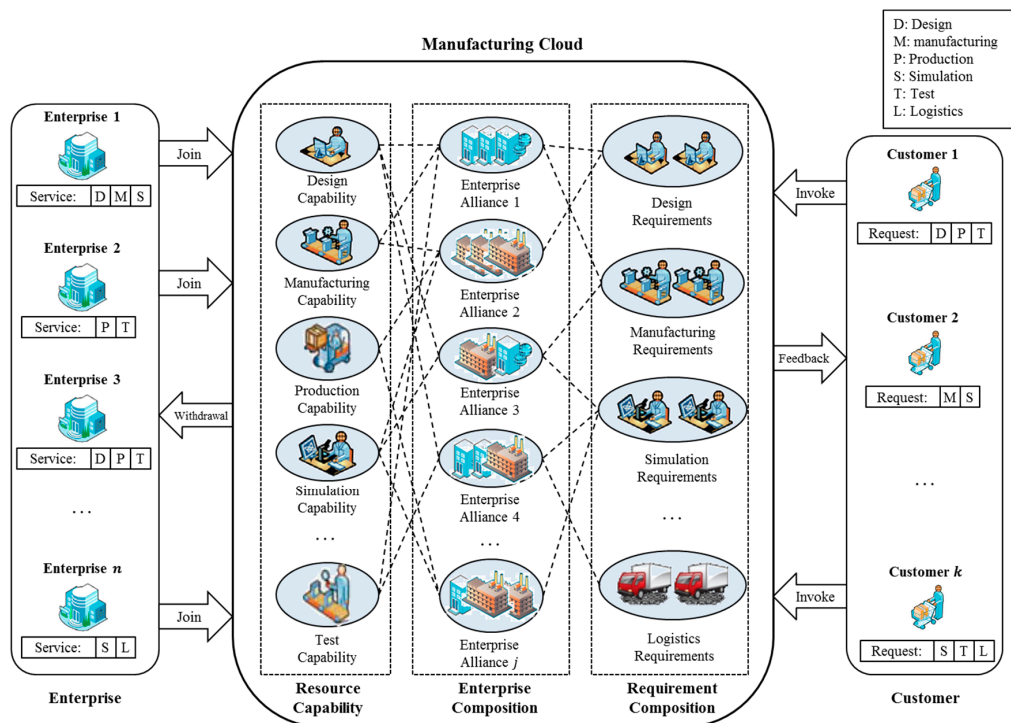 Manufacturing Cloud
D: Design
M: manufacturing
P: Production
S: Simulation
T: Test
L: Logistics
Enterprise 1
Service: D M S
Enterprise 2
Service: P T
Enterprise 3
Service: D P T
...
Enterprise n
Service: S L
Enterprise
Join
Join
Withdrawal
Join
Design
Capability
Manufacturing
Capability
Production
Capability
Simulation
Capability
...
Test
Capability
Resource
Capability
Enterprise
Alliance 1
Enterprise
Alliance 2
Enterprise
Alliance 3
Enterprise
Alliance 4
...
Enterprise
Alliance j
Enterprise
Composition
Design
Requirements
Manufacturing
Requirements
Simulation
Requirements
...
Logistics
Requirements
Requirement
Composition
Invoke
Feedback
Invoke
Customer 1
Request: D P T
Customer 2
Request: M S
...
Customer k
Request: S T L
Customer